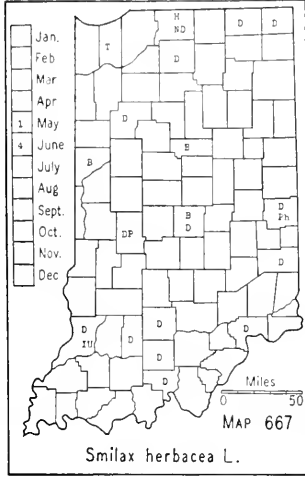 Jan.
Feb
Mar
Apr
1 May
4 June
July
Aug
Sept.
Oct.
Nov.
Dec
H
ND D D
T
D
D
B
B
B
D
D
Ph
DP
D
D
IU
D
D
D
D
D
Miles
0 50
MAP 667
Smilax herbacea L.